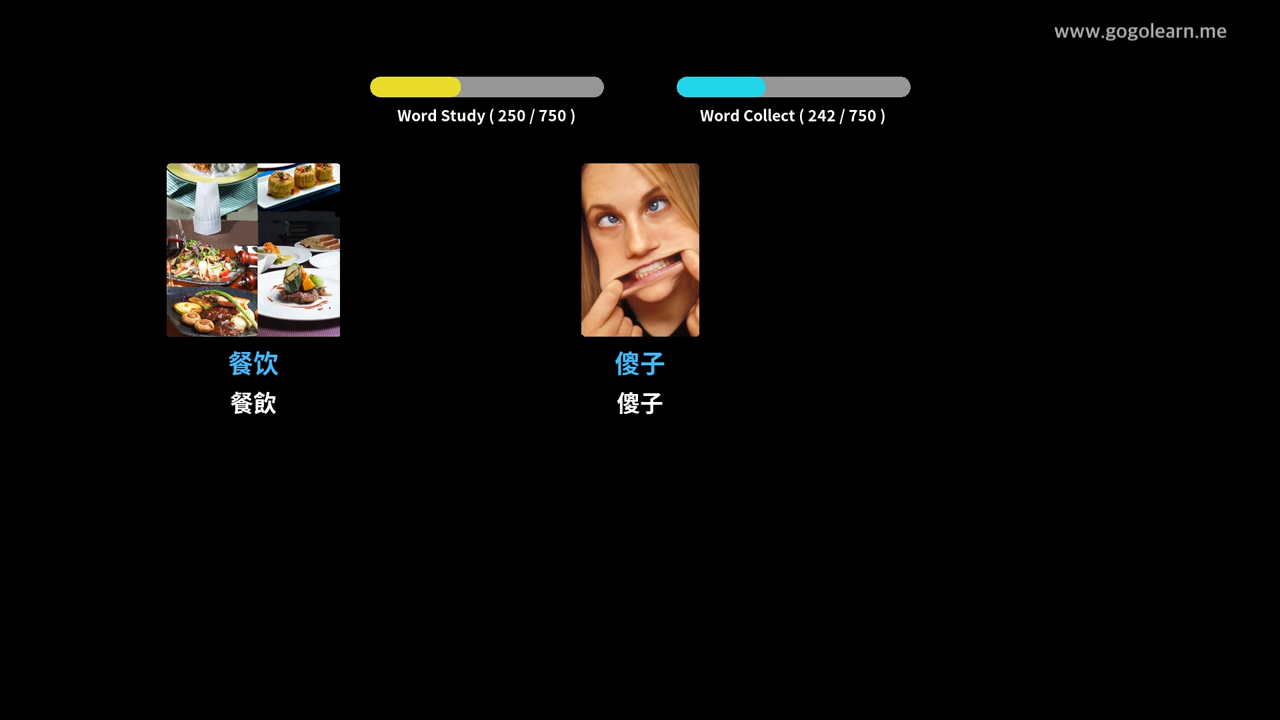 www.gogolearn.me
Word Study ( 250 / 750 )
Word Collect ( 242 / 750 )
餐饮
餐飲
傻子
傻子